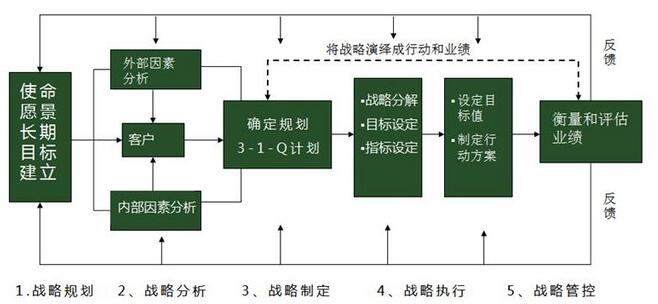 将战略演绎成行动和业绩
反馈
外部因素
分析
使命
愿景
长期
目标
建立
客户
内部因素分析
确定规划
3-1-Q计划
▪战略分解
▪目标设定
▪指标设定
▪设定目
标值
▪制定行
动方案
衡量和评估
业绩
反馈
1.战略规划
2、战略分析
3、战略制定
4、战略执行
5、战略管控